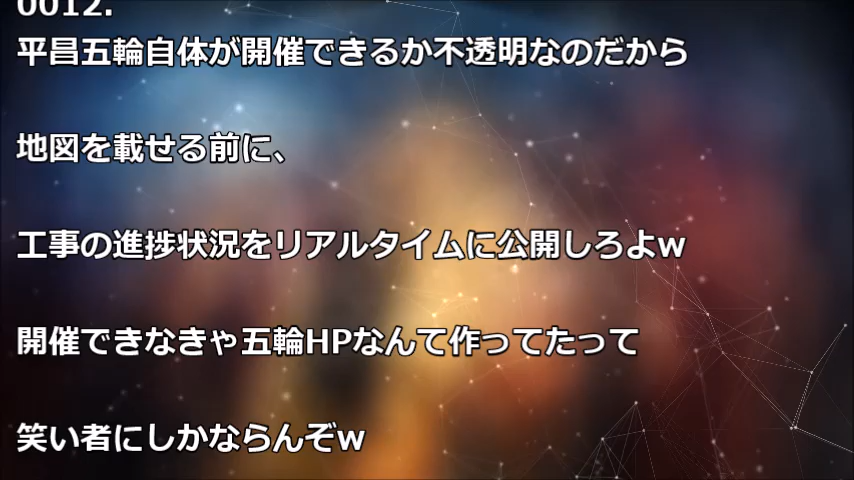 0012.
平昌五輪自体が開催できるか不透明なのだから
地図を載せる前に、
工事の進捗状況をリアルタイムに公開しろよw
開催できなきゃ五輪HPなんて作ってたって
笑い者にしかならんぞw